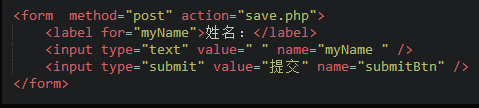 <form  method="post" action="save.php">
    <label for="myName">姓名：</label>
    <input type="text" value=" " name="myName " />
    <input type="submit" value="提交" name="submitBtn" />
</form>